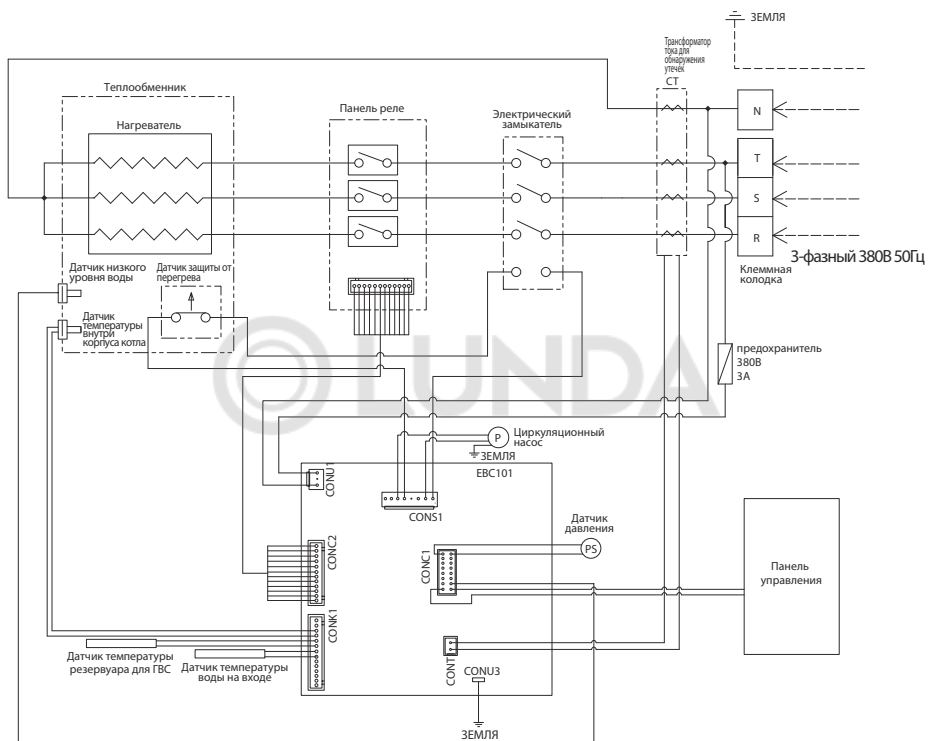 ЗЕМЛЯ
Трансформатор
тока для
обнаружения
утечек
CT
Теплообменник
Нагреватель
Панель реле
Электрический
замыкатель
N
T
S
R
3-фазный 380В 50Гц
Клеммная
колодка
Датчик низкого
уровня воды
Датчик защиты от
перегрева
Датчик
температуры
внутри
корпуса котла
предохранитель
380В
3А
LUNDA
P
Циркуляционный
насос
ЗЕМЛЯ
EBC101
CONU1
CONS1
Датчик
давления
PS
CONC2
CONC1
Панель
управления
CONK1
Датчик температуры
резервуара для ГВС
Датчик температуры
воды на входе
CONT
CONU3
ЗЕМЛЯ